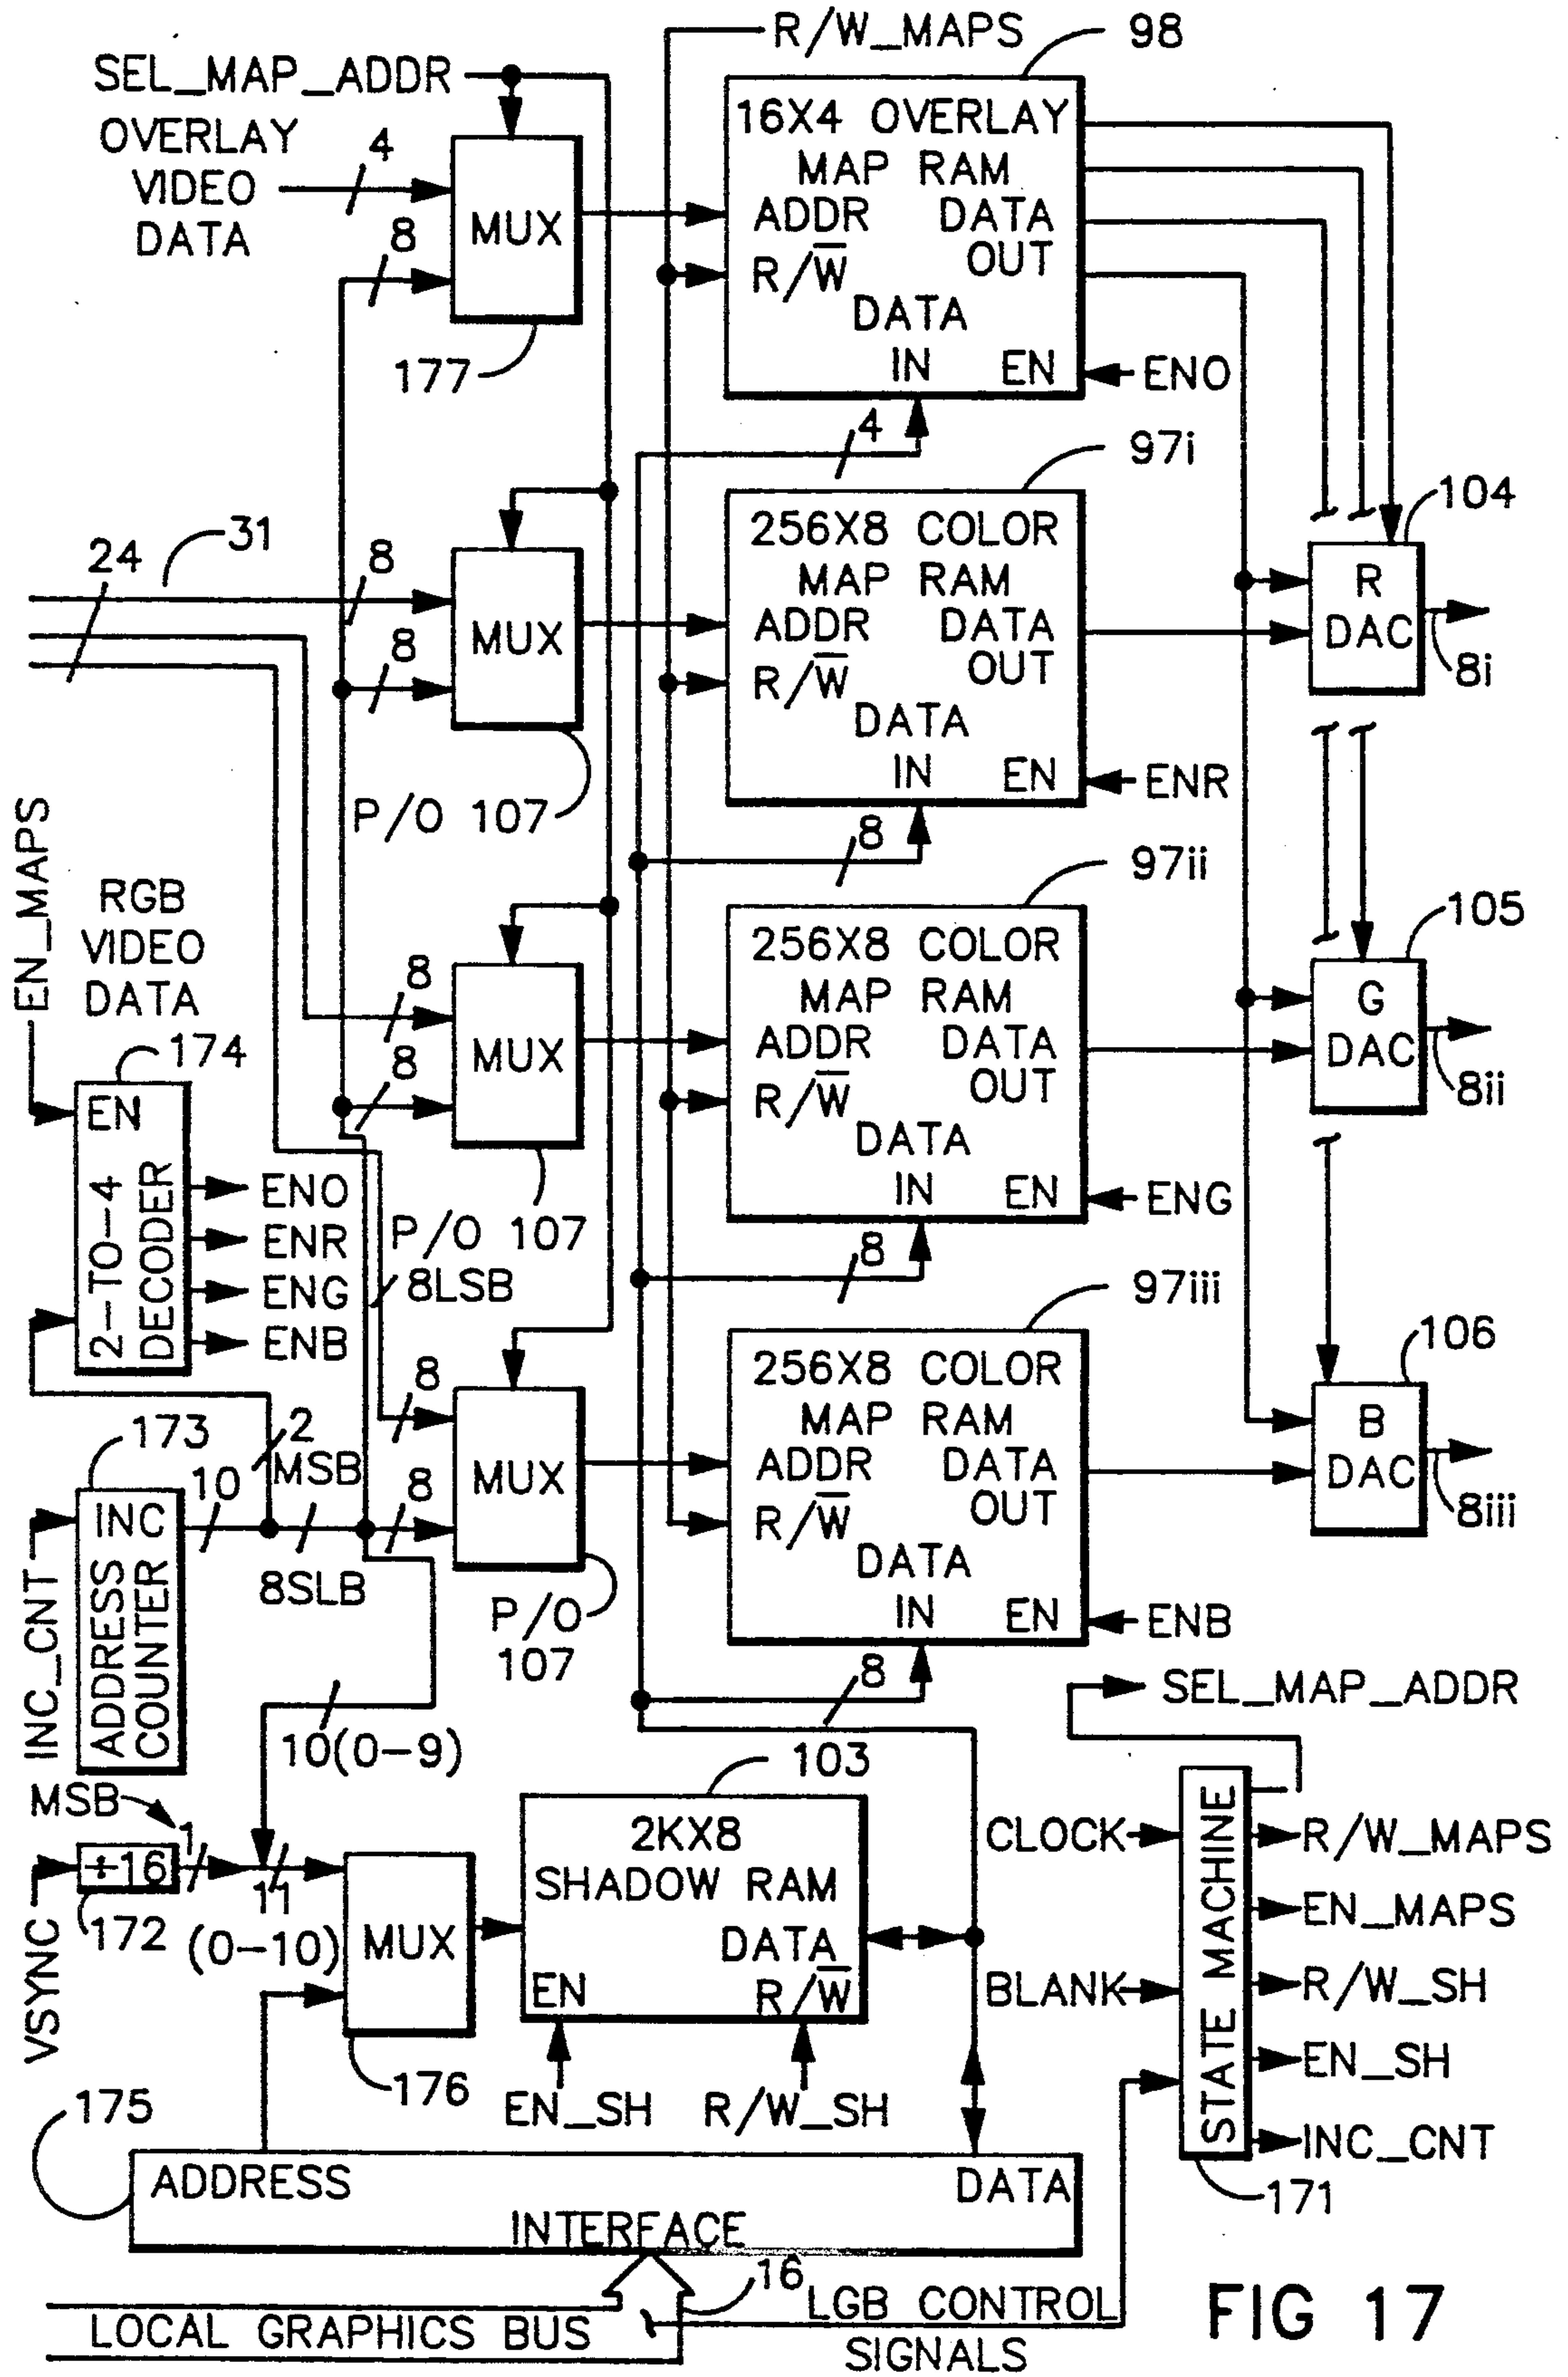 R/W_MAPS
98
SEL_MAP_ADDR
OVERLAY
VIDEO
DATA
4
8
MUX
177
16X4 OVERLAY
MAP RAM
ADDR DATA
OUT
R/W
DATA
IN EN
ENO
4
97i
104
31
24
8
8
MUX
P/O 107
256X8 COLOR
MAP RAM
ADDR DATA
OUT
R/W
DATA
IN EN
ENR
8
R
DAC
8i
97ii
105
EN_MAPS
RGB
VIDEO
DATA
8
8
MUX
P/O 107
256X8 COLOR
MAP RAM
ADDR DATA
OUT
R/W
DATA
IN EN
ENG
8
G
DAC
8ii
174
EN
2-TO-4
DECODER
ENO
ENR
ENG
ENB
8LSB
97iii
106
8
8
MUX
P/O
107
256X8 COLOR
MAP RAM
ADDR DATA
OUT
R/W
DATA
IN EN
ENB
8
B
DAC
8iii
173
2
MSB
10
INC
ADDRESS
COUNTER
INC_CNT
8SLB
10(0-9)
MSB
1
÷16
172
VSYNC
11
(0-10)
MUX
176
103
2KX8
SHADOW RAM
DATA
EN R/W
EN_SH R/W_SH
SEL_MAP_ADDR
CLOCK
BLANK
STATE MACHINE
R/W_MAPS
EN_MAPS
R/W_SH
EN_SH
INC_CNT
171
175
ADDRESS DATA
INTERFACE
16
LOCAL GRAPHICS BUS
LGB CONTROL
SIGNALS
FIG 17